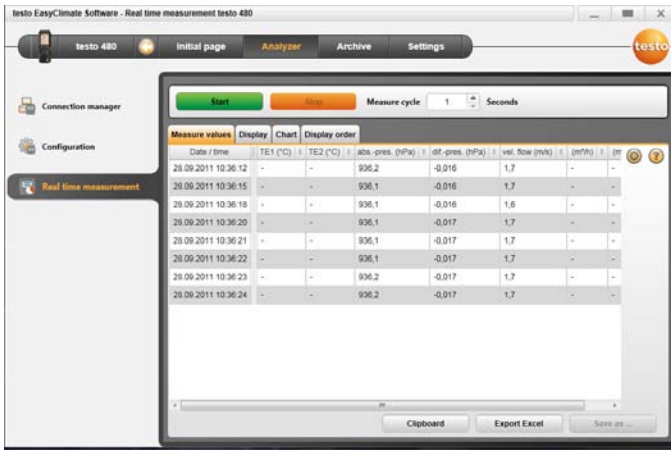 testo EasyClimate Software - Real time measurement testo 480
testo 480 Initial page Analyzer Archive Settings testo
Connection manager
Configuration
Real time measurement
Start Stop Measure cycle 1 Seconds
Measure values Display Chart Display order
Date / time TE1 (°C) TE2 (°C) abs.-pres. (hPa) dif.-pres. (hPa) vel. flow (m/s) (m³/h) (m
28.09.2011 10:36:12 - - 936,2 -0,016 1,7 - -
28.09.2011 10:36:15 - - 936,1 -0,016 1,7 - -
28.09.2011 10:36:18 - - 936,1 -0,016 1,6 - -
28.09.2011 10:36:20 - - 936,1 -0,017 1,7 - -
28.09.2011 10:36:21 - - 936,1 -0,017 1,7 - -
28.09.2011 10:36:22 - - 936,1 -0,017 1,7 - -
28.09.2011 10:36:23 - - 936,2 -0,017 1,7 - -
28.09.2011 10:36:24 - - 936,2 -0,017 1,7 - -
Clipboard Export Excel Save as ...